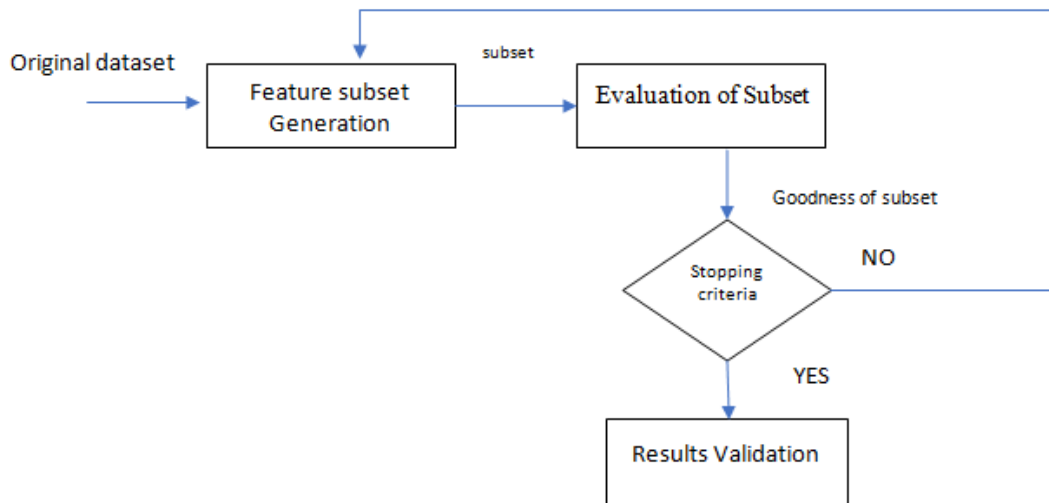 Original dataset
subset
Feature subset
Generation
Evaluation of Subset
Goodness of subset
Stopping
criteria
NO
YES
Results Validation